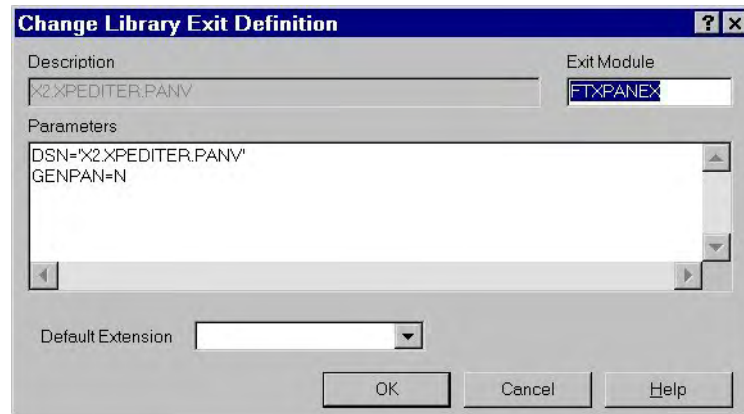 Change Library Exit Definition
Description
Exit Module
X2.XPEDITER.PANV
FTXPANEX
Parameters
DSN='X2.XPEDITER.PANV'
GENPAN=N
Default Extension
OK
Cancel
Help